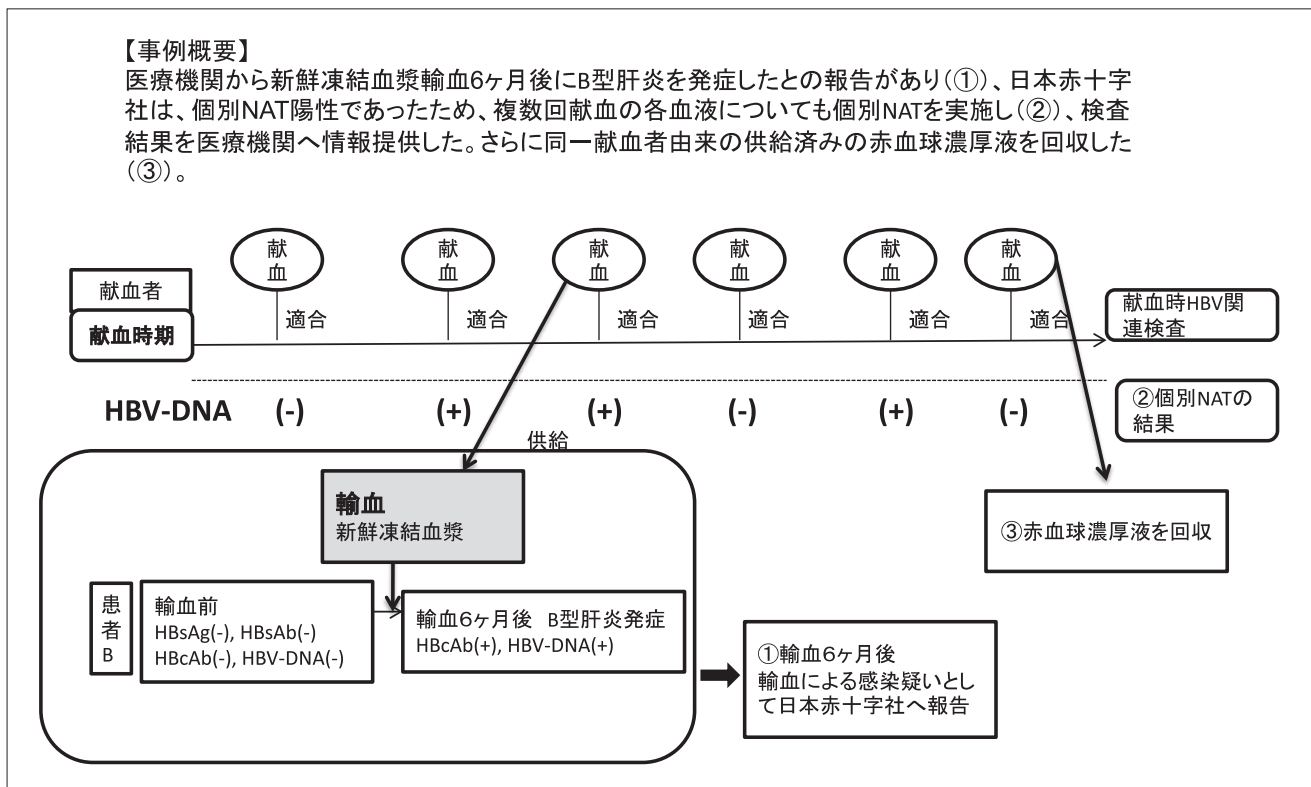 【事例概要】
医療機関から新鮮凍結血漿輸血6ヶ月後にB型肝炎を発症したとの報告があり(①)、日本赤十字
社は、個別NAT陽性であったため、複数回献血の各血液についても個別NATを実施し(②)、検査
結果を医療機関へ情報提供した。さらに同一献血者由来の供給済みの赤血球濃厚液を回収した
(③)。
献 献 献 献 献 献
血 血 血 血 血 血
献血者
適合 適合 適合 適合 適合 適合
献血時期
献血時HBV関
連検査
HBV-DNA (-) (+) (+) (-) (+) (-)
②個別NATの
結果
供給
輸血
新鮮凍結血漿
③赤血球濃厚液を回収
患
者
B
輸血前
HBsAg(-), HBsAb(-)
HBcAb(-), HBV-DNA(-)
輸血6ヶ月後 B型肝炎発症
HBcAb(+), HBV-DNA(+)
①輸血6ヶ月後
輸血による感染疑いとし
て日本赤十字社へ報告